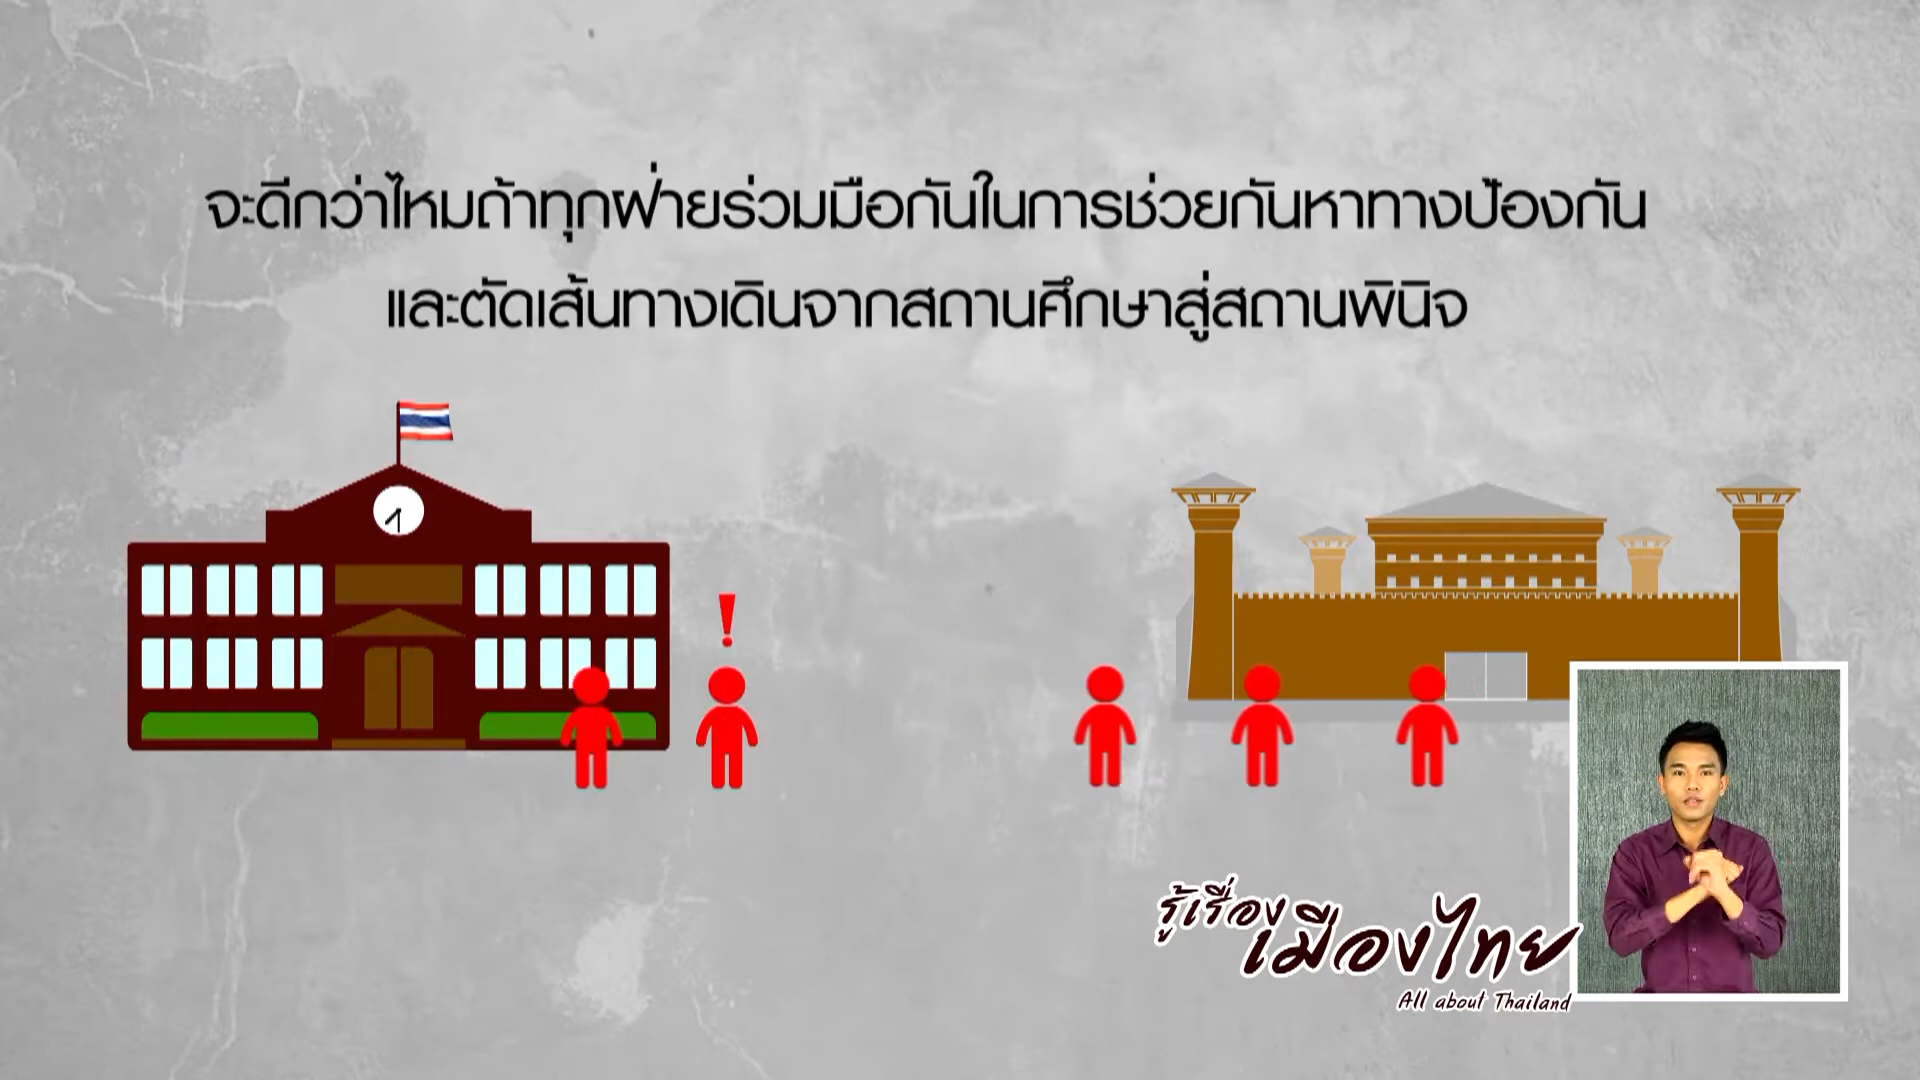 จะดีกว่าไหมถ้าทุกฝ่ายร่วมมือกันในการช่วยกันหาทางป้องกัน
และตัดเส้นทางเดินจากสถานศึกษาสู่สถานพินิจ
!
รู้เรื่อง
เมืองไทย
All about Thailand